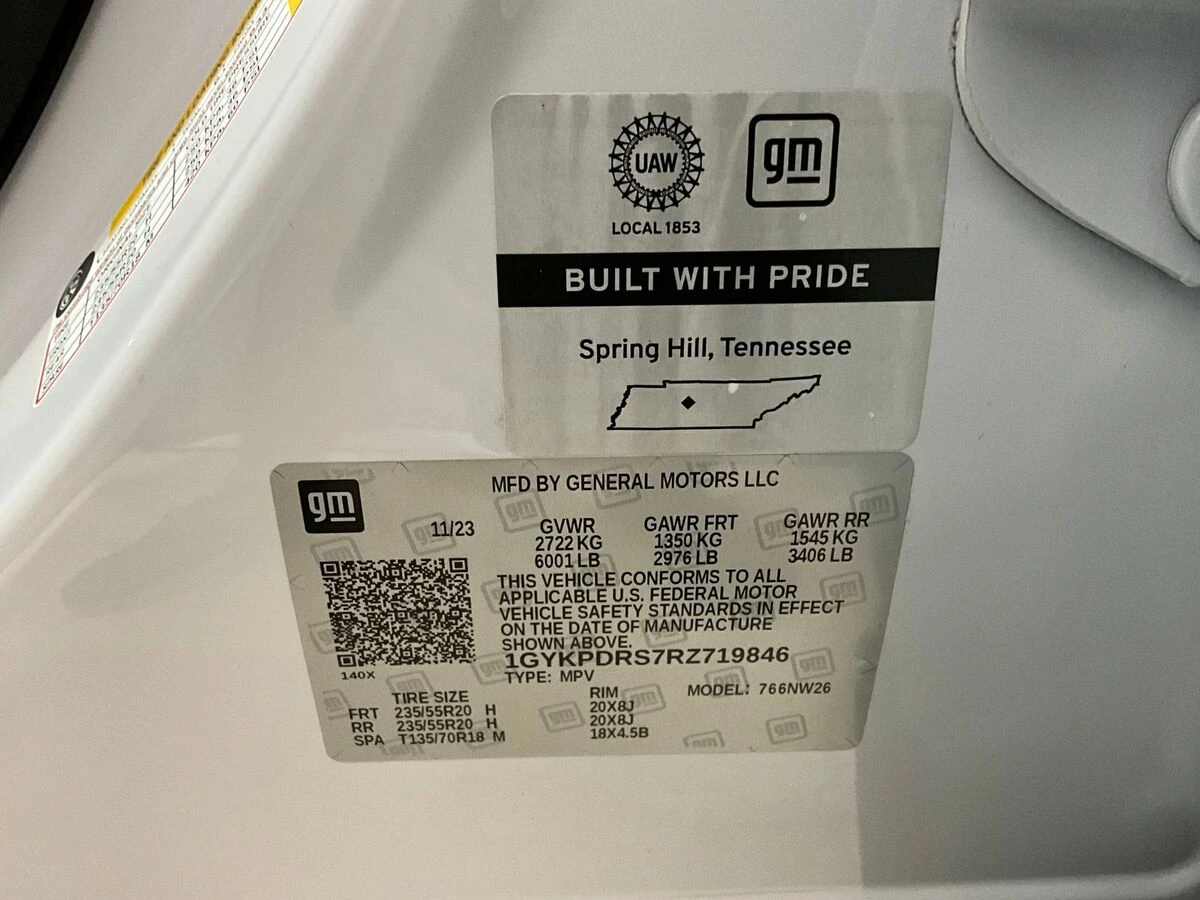 UAW
gm
LOCAL 1853
BUILT WITH PRIDE
Spring Hill, Tennessee
gm
MFD BY GENERAL MOTORS LLC
11/23
GVWR GAWR FRT GAWR RR
2722 KG 1350 KG 1545 KG
6001 LB 2976 LB 3406 LB
THIS VEHICLE CONFORMS TO ALL
APPLICABLE U.S. FEDERAL MOTOR
VEHICLE SAFETY STANDARDS IN EFFECT
ON THE DATE OF MANUFACTURE
SHOWN ABOVE.
1GYKPDRS7RZ719846
140X
TYPE: MPV
MODEL: 766NW26
TIRE SIZE RIM
FRT 235/55R20 H 20X8J
RR 235/55R20 H 20X8J
SPA T135/70R18 M 18X4.5B